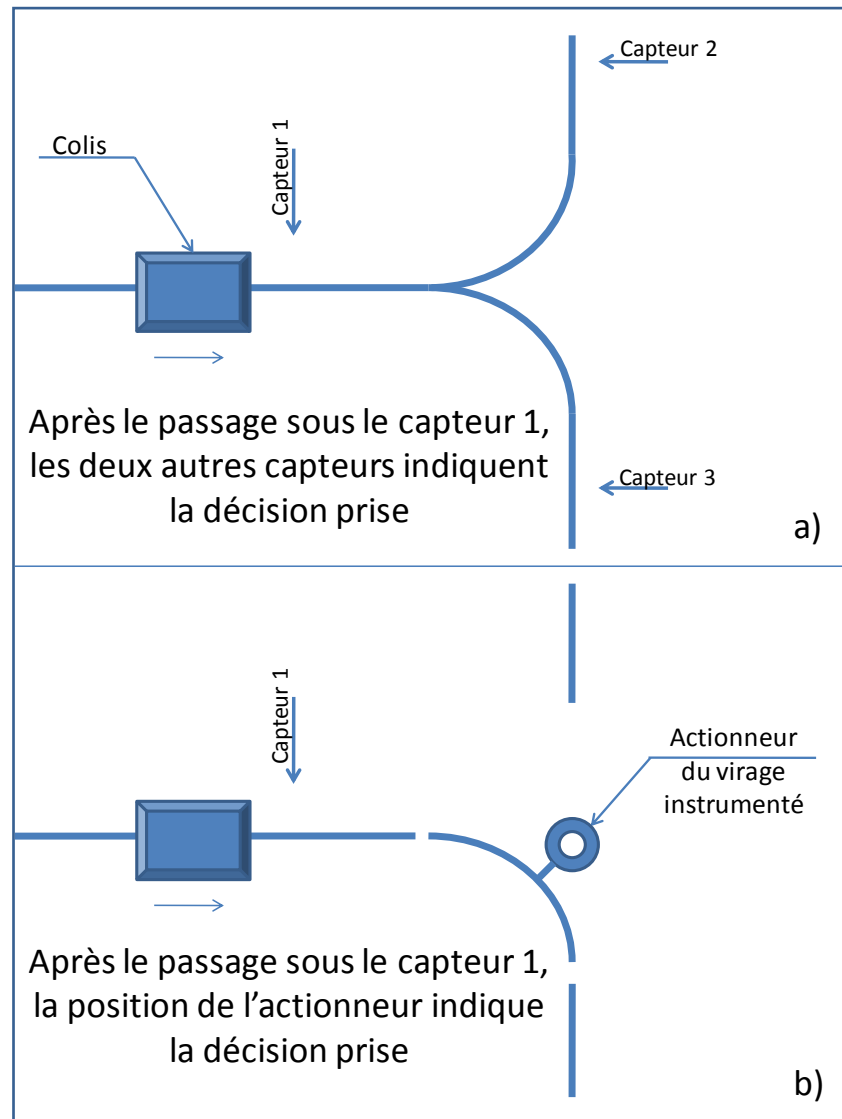 Capteur 2
Capteur 1
Colis
Après le passage sous le capteur 1,
les deux autres capteurs indiquent
la décision prise
Capteur 3
a)
Capteur 1
Actionneur
du virage
instrumenté
Après le passage sous le capteur 1,
la position de l’actionneur indique
la décision prise
b)